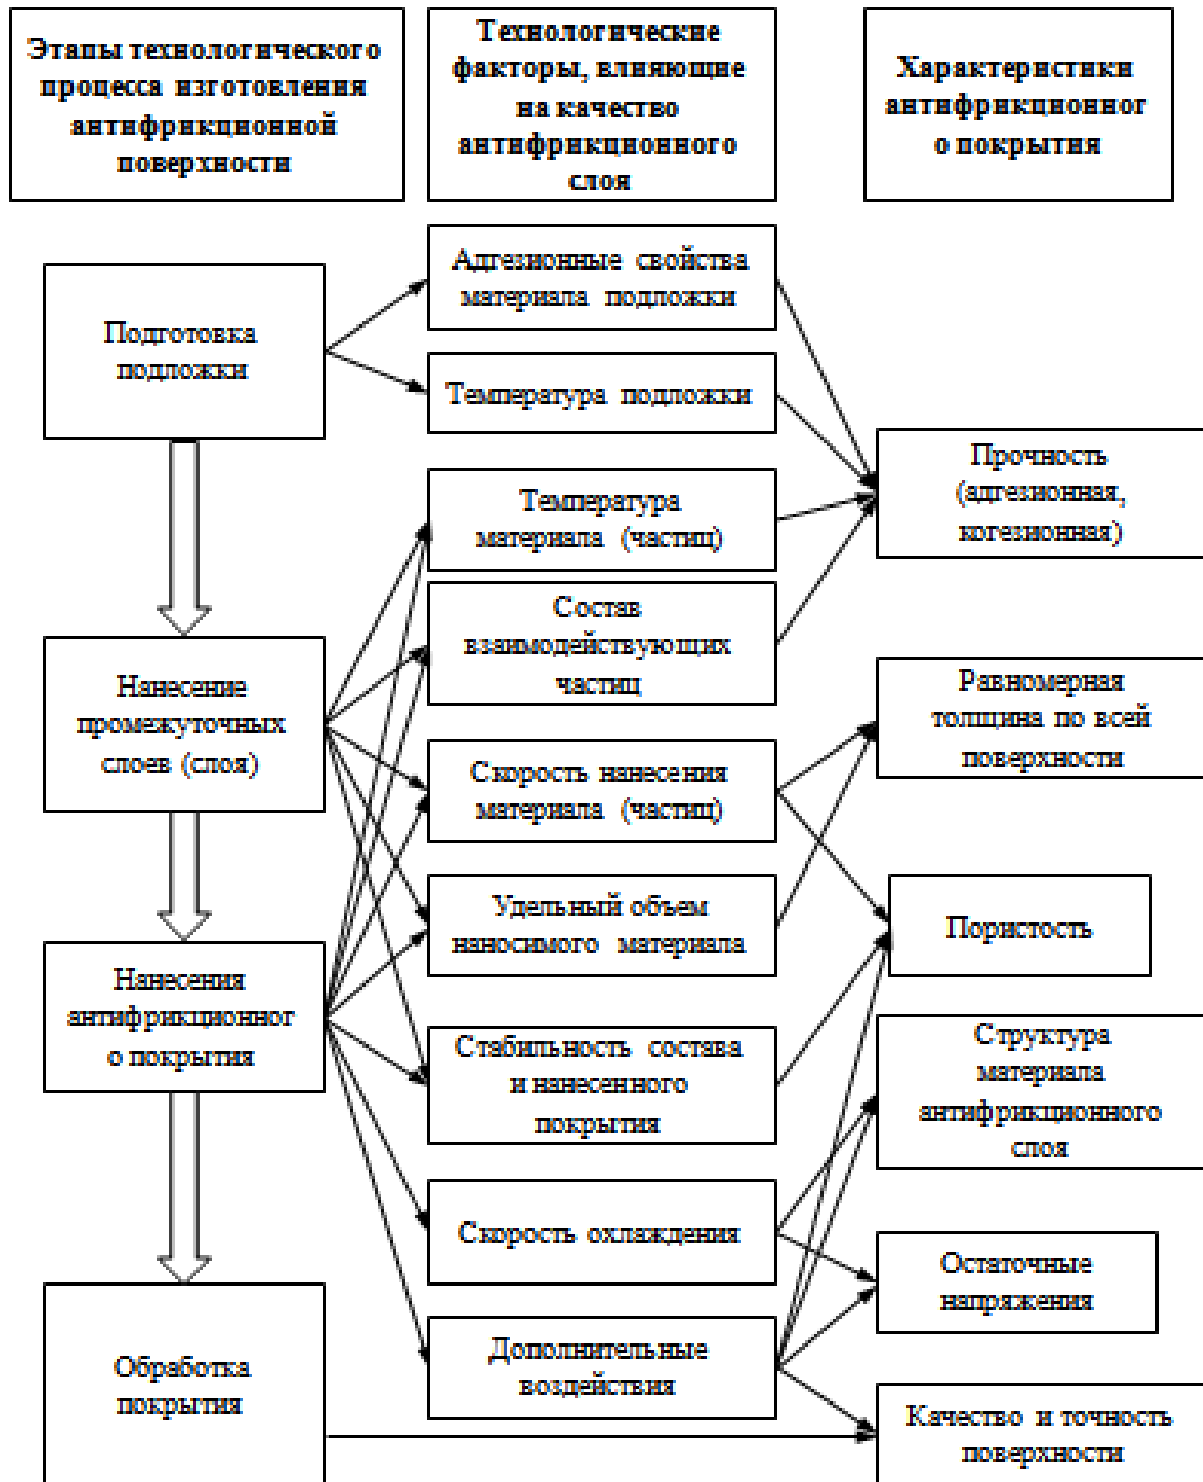 Этапы технологического
процесса изготовления
антифрикционной
поверхности
Технологические
факторы, влияющие
на качество
антифрикционного
слоя
Характеристики
антифрикционног
о покрытия
Подготовка
подложки
Адгезионные свойства
материала подложки
Температура подложки
Температура
материала (частиц)
Прочность
(адгезионная,
когезионная)
Состав
взаимодействующих
частиц
Нанесение
промежуточных
слоев (слоя)
Равномерная
толщина по всей
поверхности
Скорость нанесения
материала (частиц)
Удельный объем
наносимого материала
Пористость
Нанесения
антифрикционног
о покрытия
Стабильность состава
и нанесенного
покрытия
Структура
материала
антифрикционного
слоя
Скорость охлаждения
Остаточные
напряжения
Обработка
покрытия
Дополнительные
воздействия
Качество и точность
поверхности